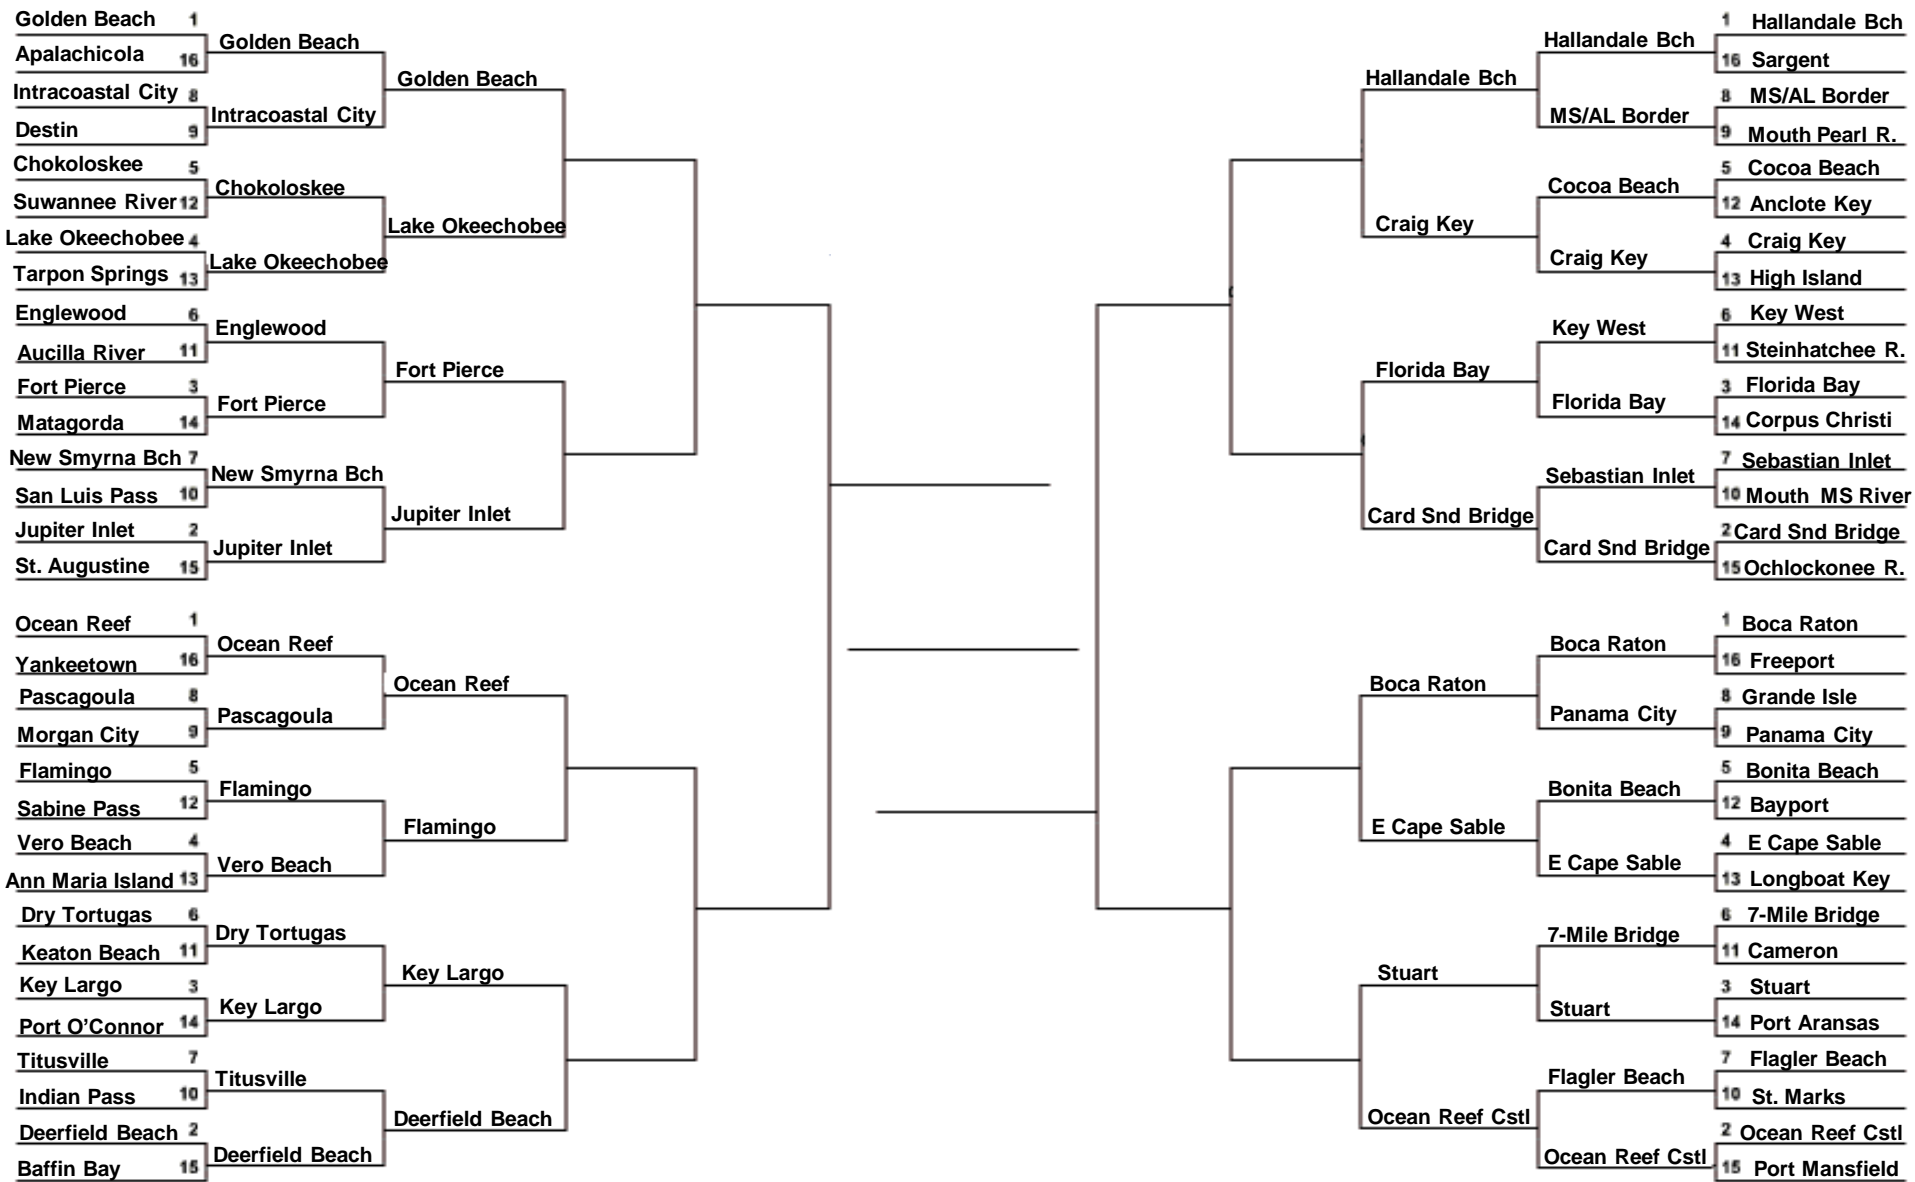 Golden Beach 1
Apalachicola 16
Intracoastal City 8
Destin 9
Chokoloskee 5
Suwannee River 12
Lake Okeechobee 4
Tarpon Springs 13
Englewood 6
Aucilla River 11
Fort Pierce 3
Matagorda 14
New Smyrna Bch 7
San Luis Pass 10
Jupiter Inlet 2
St. Augustine 15
Ocean Reef 1
Yankeetown 16
Pascagoula 8
Morgan City 9
Flamingo 5
Sabine Pass 12
Vero Beach 4
Ann Maria Island 13
Dry Tortugas 6
Keaton Beach 11
Key Largo 3
Port O’Connor 14
Titusville 7
Indian Pass 10
Deerfield Beach 2
Baffin Bay 15
Golden Beach
Intracoastal City
Chokoloskee
Lake Okeechobee
Englewood
Fort Pierce
New Smyrna Bch
Jupiter Inlet
Ocean Reef
Pascagoula
Flamingo
Vero Beach
Dry Tortugas
Key Largo
Titusville
Deerfield Beach
Golden Beach
Lake Okeechobee
Fort Pierce
Jupiter Inlet
Ocean Reef
Flamingo
Key Largo
Deerfield Beach
Hallandale Bch
Craig Key
Florida Bay
Card Snd Bridge
Boca Raton
E Cape Sable
Stuart
Ocean Reef Cstl
Hallandale Bch
MS/AL Border
Cocoa Beach
Craig Key
Key West
Florida Bay
Sebastian Inlet
Card Snd Bridge
Boca Raton
Panama City
Bonita Beach
E Cape Sable
7-Mile Bridge
Stuart
Flagler Beach
Ocean Reef Cstl
1 Hallandale Bch
16 Sargent
8 MS/AL Border
9 Mouth Pearl R.
5 Cocoa Beach
12 Anclote Key
4 Craig Key
13 High Island
6 Key West
11 Steinhatchee R.
3 Florida Bay
14 Corpus Christi
7 Sebastian Inlet
10 Mouth MS River
2 Card Snd Bridge
15 Ochlockonee R.
1 Boca Raton
16 Freeport
8 Grande Isle
9 Panama City
5 Bonita Beach
12 Bayport
4 E Cape Sable
13 Longboat Key
6 7-Mile Bridge
11 Cameron
3 Stuart
14 Port Aransas
7 Flagler Beach
10 St. Marks
2 Ocean Reef Cstl
15 Port Mansfield